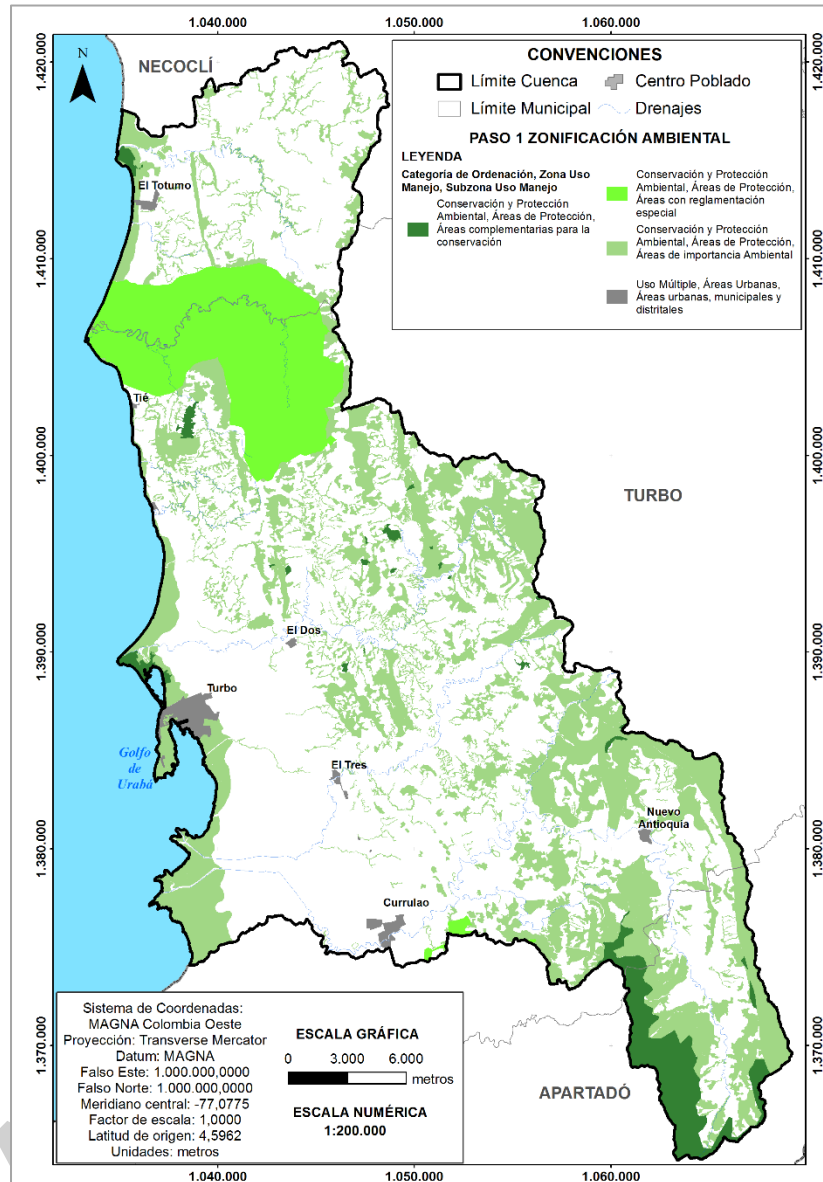 1.040.000 1.050.000 1.060.000
1.420.000
1.410.000
1.400.000
1.390.000
1.380.000
1.370.000
N
NECOCLÍ
CONVENCIONES
Límite Cuenca
Centro Poblado
Límite Municipal
Drenajes
PASO 1 ZONIFICACIÓN AMBIENTAL
LEYENDA
Categoría de Ordenación, Zona Uso
Manejo, Subzona Uso Manejo
Conservación y Protección
Ambiental, Áreas de Protección,
Áreas complementarias para la
conservación
Conservación y Protección
Ambiental, Áreas de Protección,
Áreas con reglamentación
especial
Conservación y Protección
Ambiental, Áreas de Protección,
Áreas de importancia Ambiental
Uso Múltiple, Áreas Urbanas,
Áreas urbanas, municipales y
distritales
El Totumo
Tié
TURBO
El Dos
Turbo
Golfo
de
Urabá
El Tres
Nuevo
Antioquia
Currulao
APARTADÓ
Sistema de Coordenadas:
MAGNA Colombia Oeste
Proyección: Transverse Mercator
Datum: MAGNA
Falso Este: 1.000.000,0000
Falso Norte: 1.000.000,0000
Meridiano central: -77,0775
Factor de escala: 1,0000
Latitud de origen: 4,5962
Unidades: metros
ESCALA GRÁFICA
0 3.000 6.000
metros
ESCALA NUMÉRICA
1:200.000
1.420.000
1.410.000
1.400.000
1.390.000
1.380.000
1.370.000
1.040.000 1.050.000 1.060.000